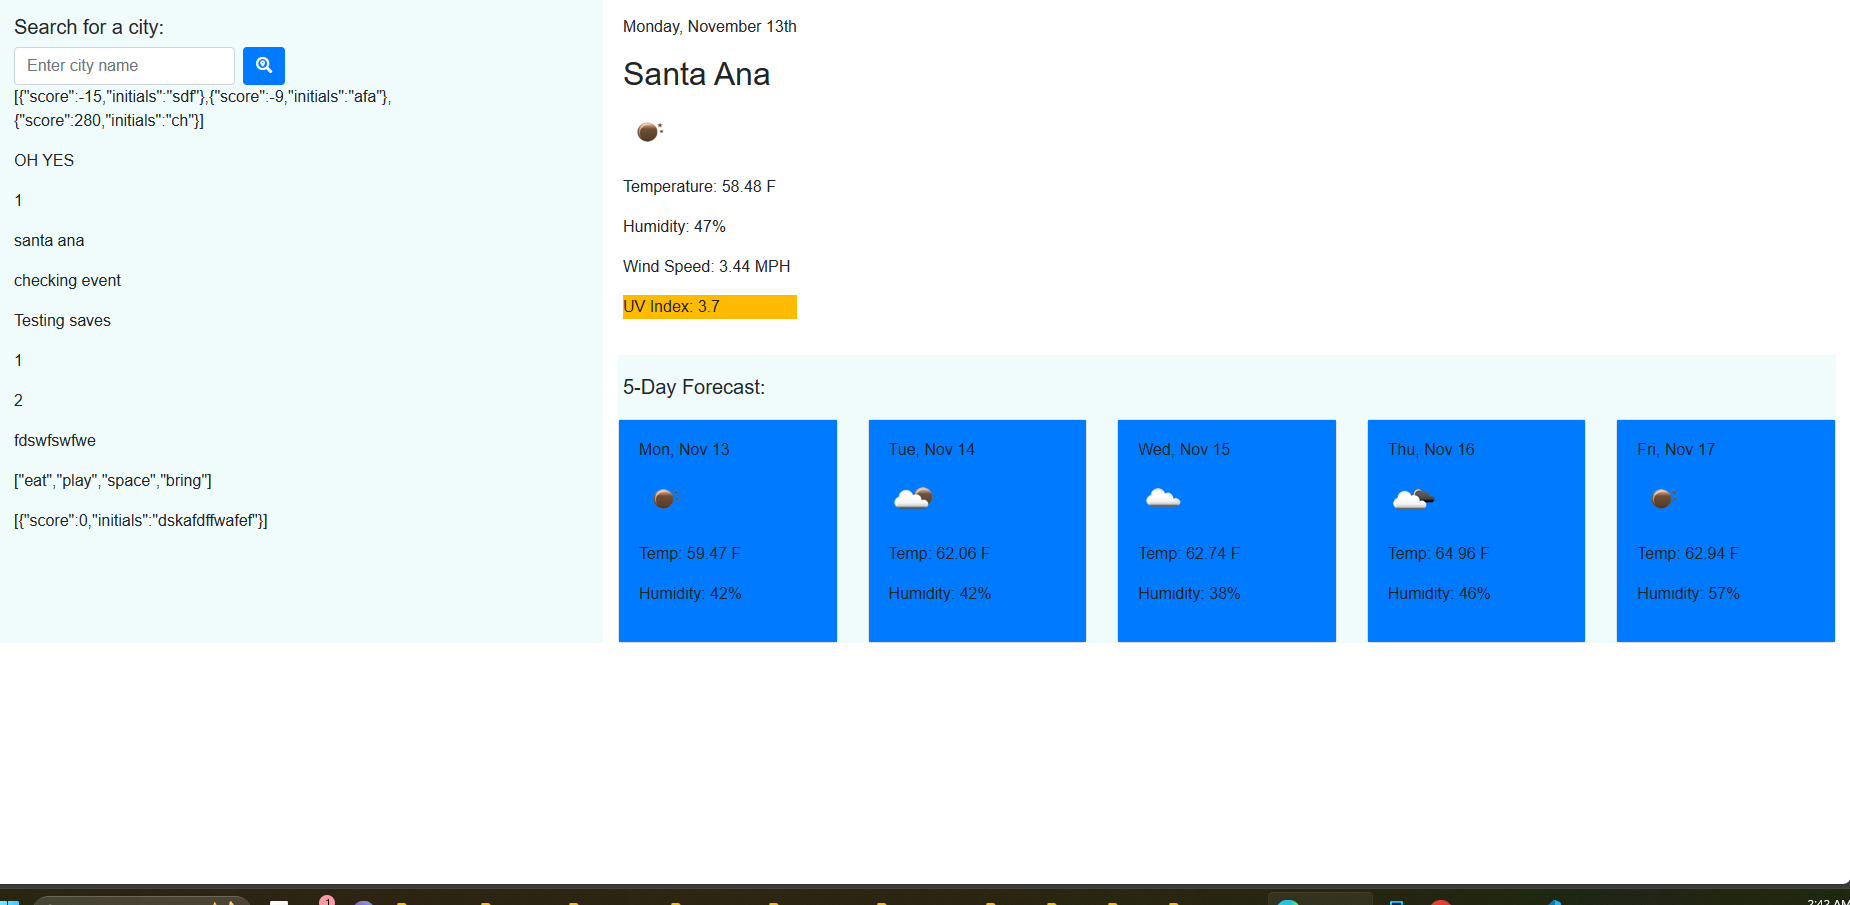 Search for a city:
Enter city name
[{"score":-15,"initials":"sdf"},{"score":-9,"initials":"afa"},
{"score":280,"initials":"ch"}]
OH YES
1
santa ana
checking event
Testing saves
1
2
fdswfswfwe
["eat","play","space","bring"]
[{"score":0,"initials":"dskafdffwafef"}]
Monday, November 13th
Santa Ana
Temperature: 58.48 F
Humidity: 47%
Wind Speed: 3.44 MPH
UV Index: 3.7
5-Day Forecast:
Mon, Nov 13
Temp: 59.47 F
Humidity: 42%
Tue, Nov 14
Temp: 62.06 F
Humidity: 42%
Wed, Nov 15
Temp: 62.74 F
Humidity: 38%
Thu, Nov 16
Temp: 64.96 F
Humidity: 46%
Fri, Nov 17
Temp: 62.94 F
Humidity: 57%
1
2:42 AM